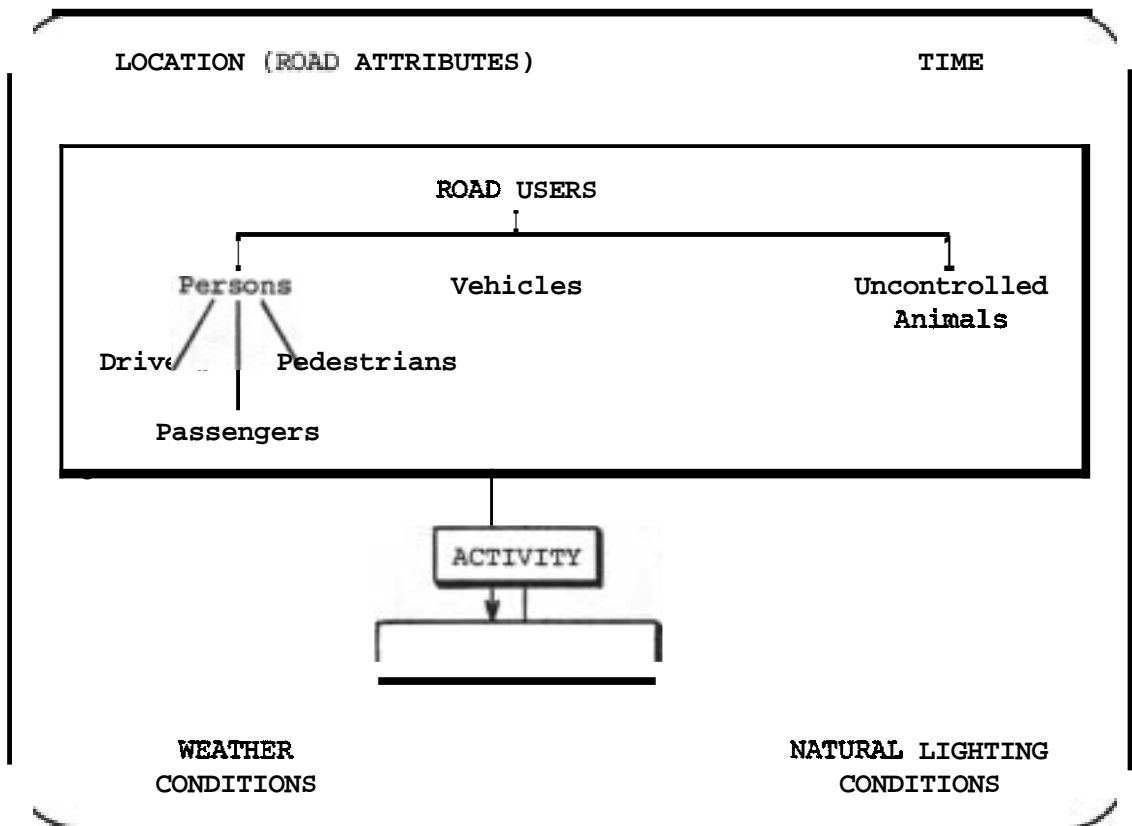 LOCATION (ROAD ATTRIBUTES)
TIME
ROAD USERS
Persons
Vehicles
Uncontrolled
Animals
Pedestrians
Passengers
ACTIVITY
WEATHER
CONDITIONS
NATURAL LIGHTING
CONDITIONS